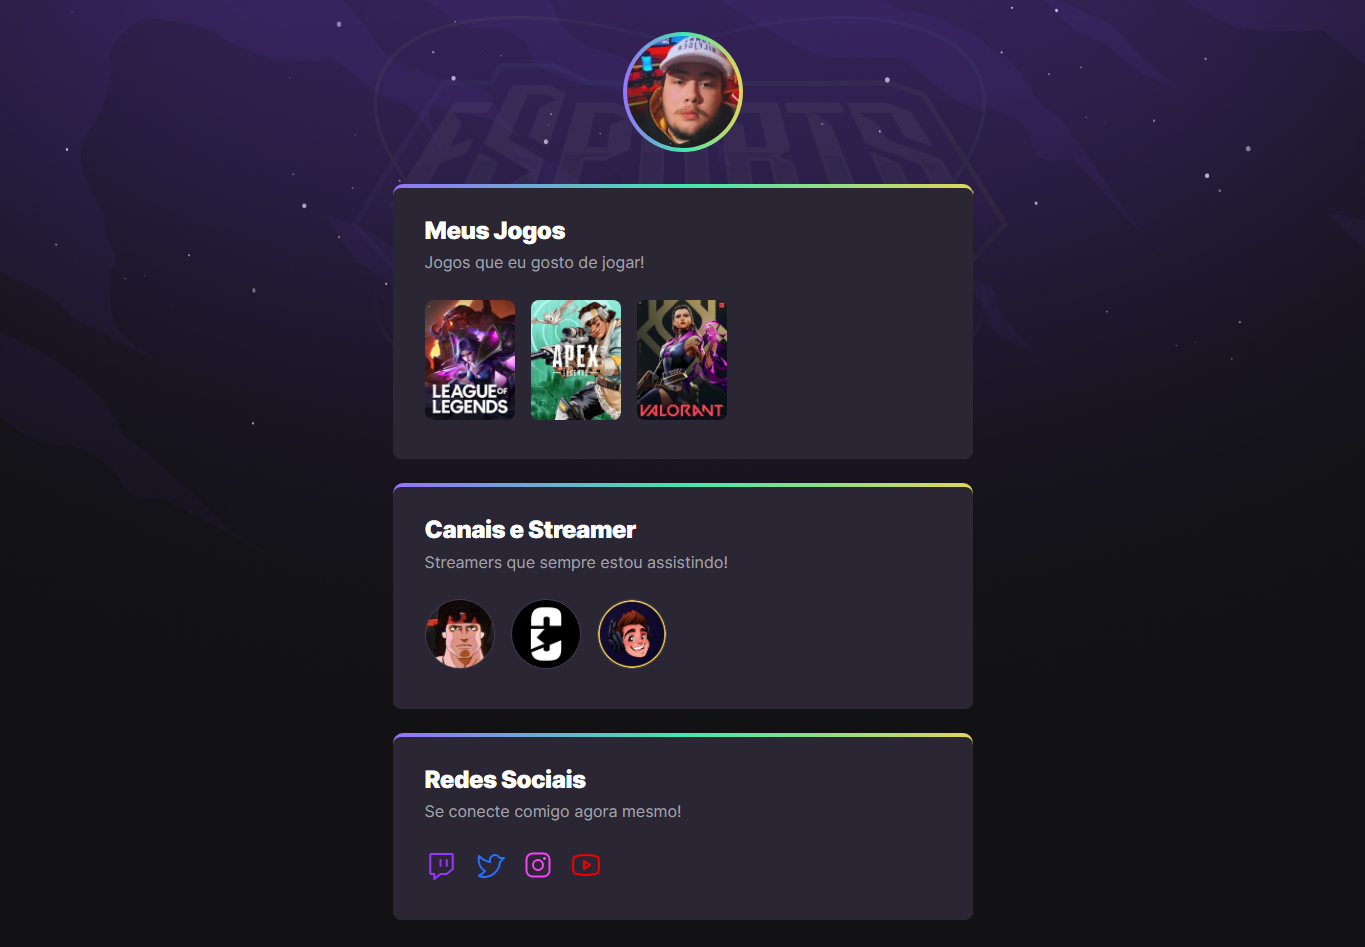 ESPORTS
Meus Jogos
Jogos que eu gosto de jogar!
LEAGUE OF
LEGENDS
APEX
LEGENDS
VALORANT
Canais e Streamer
Streamers que sempre estou assistindo!
Redes Sociais
Se conecte comigo agora mesmo!